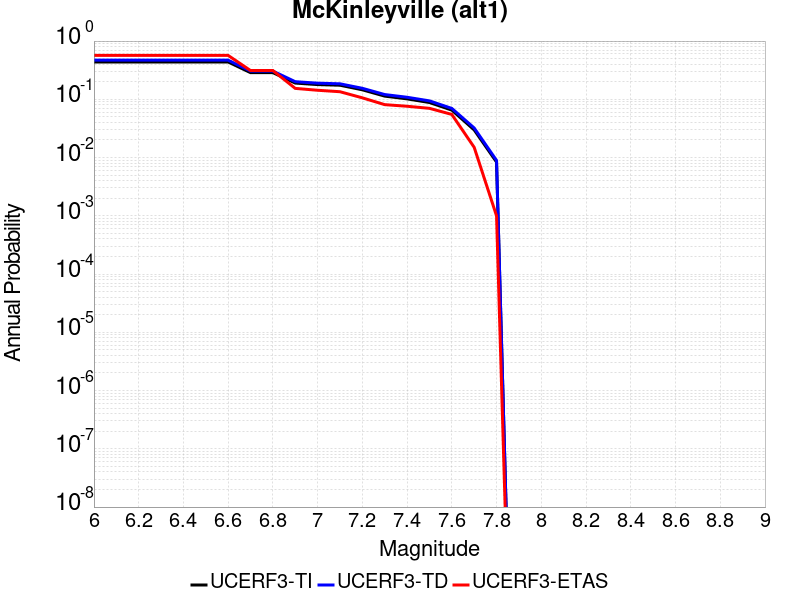 McKinleyville (alt1)
10^0
10^-1
10^-2
10^-3
10^-4
10^-5
10^-6
10^-7
10^-8
Annual Probability
6 6.2 6.4 6.6 6.8 7 7.2 7.4 7.6 7.8 8 8.2 8.4 8.6 8.8 9
Magnitude
UCERF3-TI UCERF3-TD UCERF3-ETAS